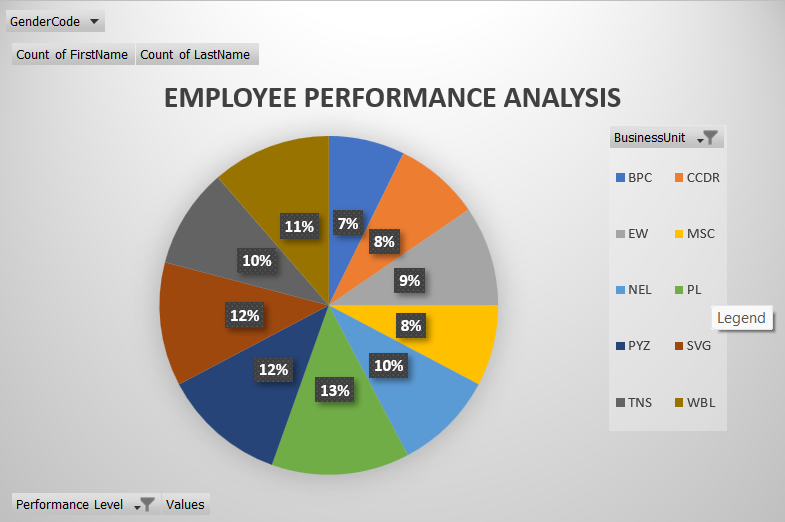 GenderCode
Count of FirstName Count of LastName
EMPLOYEE PERFORMANCE ANALYSIS
BusinessUnit
BPC CCDR
EW MSC
NEL PL
PYZ SVG
TNS WBL
Legend
7%
8%
9%
8%
10%
13%
12%
12%
10%
11%
Performance Level Values